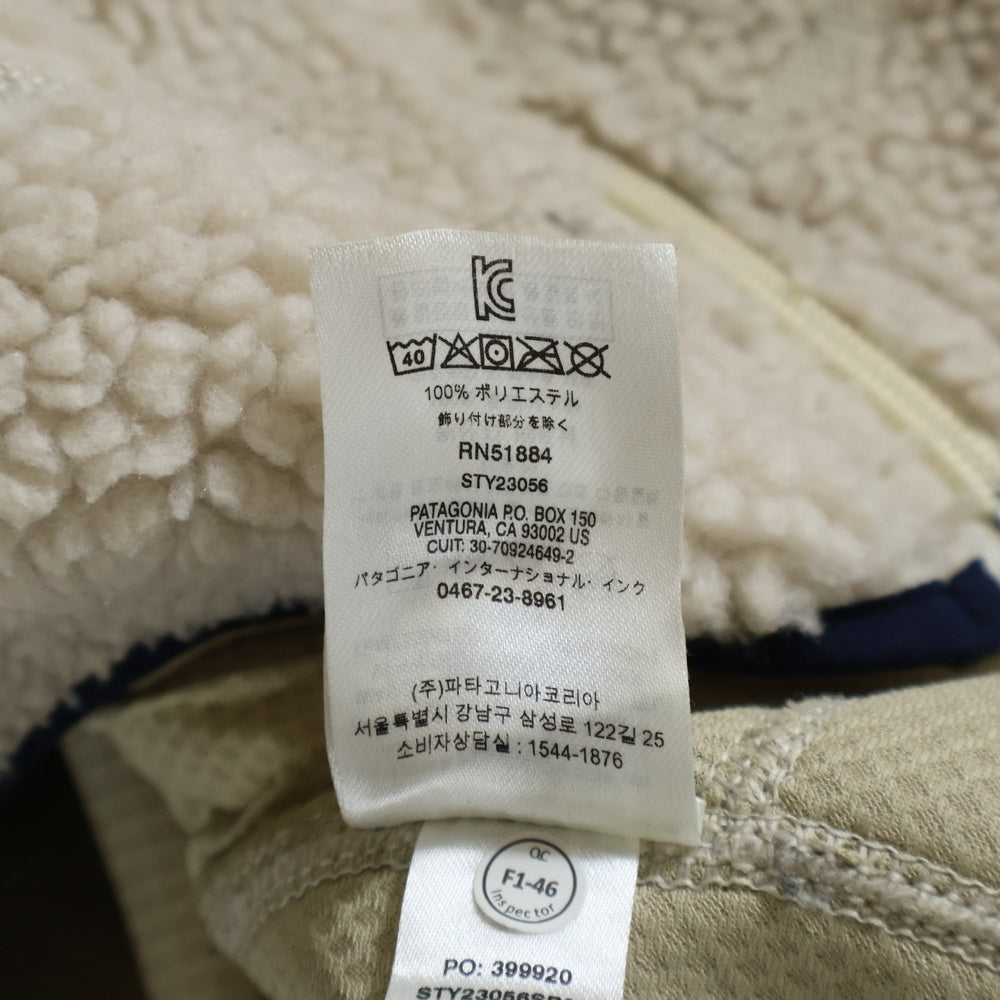 KC
40
100% ポリエステル
飾り付け部分を除く
RN51884
STY23056
PATAGONIA P.O. BOX 150
VENTURA, CA 93002 US
CUIT: 30-70924649-2
パタゴニア・インターナショナル・インク
0467-23-8961
(주)파타고니아코리아
서울특별시 강남구 삼성로 122길 25
소비자상담실 : 1544-1876
QC
F1-46
Inspector
PO: 399920